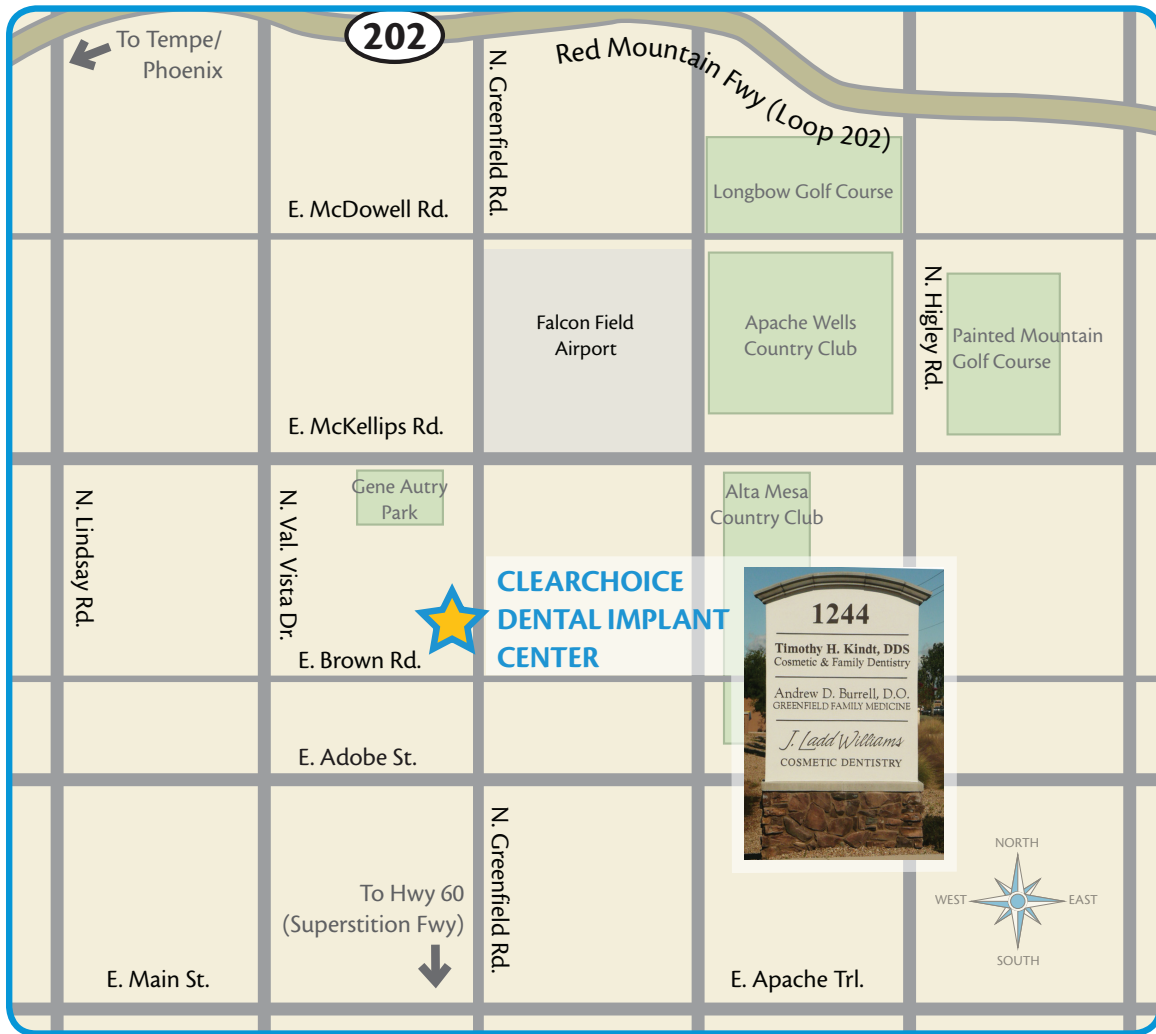 To Tempe/
Phoenix
202
Red Mountain Fwy (Loop 202)
N. Greenfield Rd.
Longbow Golf Course
E. McDowell Rd.
N. Higley Rd.
Falcon Field
Airport
Apache Wells
Country Club
Painted Mountain
Golf Course
E. McKellips Rd.
N. Lindsay Rd.
N. Val. Vista Dr.
Gene Autry
Park
Alta Mesa
Country Club
CLEARCHOICE
DENTAL IMPLANT
CENTER
E. Brown Rd.
1244
Timothy H. Kindt, DDS
Cosmetic & Family Dentistry
Andrew D. Burrell, D.O.
GREENFIELD FAMILY MEDICINE
J. Ladd Williams
COSMETIC DENTISTRY
E. Adobe St.
N. Greenfield Rd.
To Hwy 60
(Superstition Fwy)
NORTH
WEST
EAST
SOUTH
E. Main St.
E. Apache Trl.